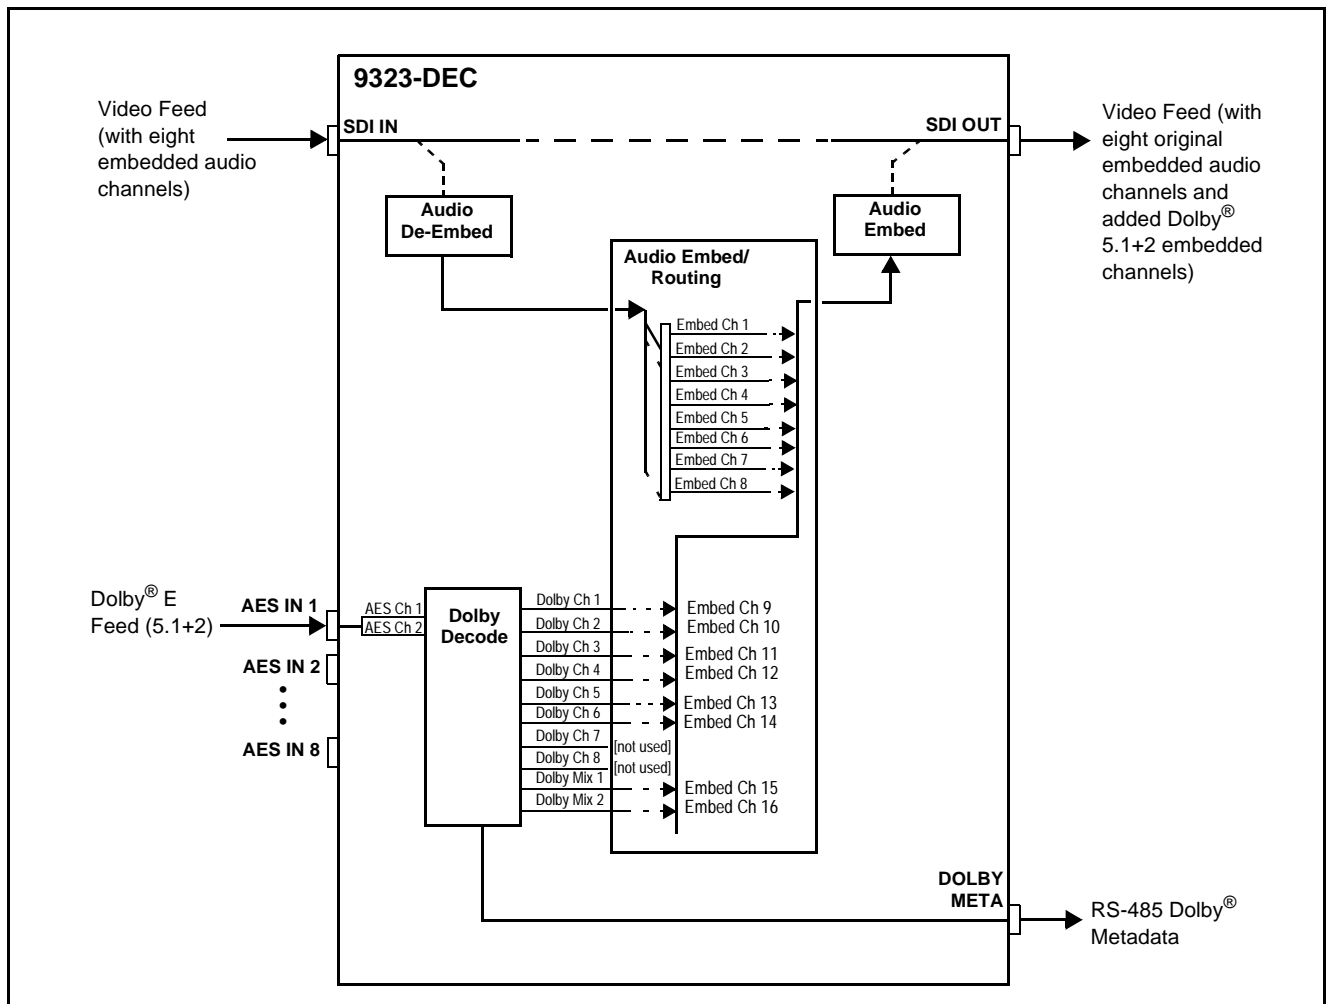 9323-DEC
Video Feed
(with eight
embedded audio
channels)
SDI IN
SDI OUT
Video Feed (with
eight original
embedded audio
channels and
added Dolby®
5.1+2 embedded
channels)
Audio
De-Embed
Audio
Embed
Audio Embed/
Routing
Embed Ch 1
Embed Ch 2
Embed Ch 3
Embed Ch 4
Embed Ch 5
Embed Ch 6
Embed Ch 7
Embed Ch 8
Dolby® E
Feed (5.1+2)
AES IN 1
AES IN 2
AES IN 8
AES Ch 1
AES Ch 2
Dolby
Decode
Dolby Ch 1
Dolby Ch 2
Dolby Ch 3
Dolby Ch 4
Dolby Ch 5
Dolby Ch 6
Dolby Ch 7
Dolby Ch 8
Dolby Mix 1
Dolby Mix 2
[not used]
[not used]
Embed Ch 9
Embed Ch 10
Embed Ch 11
Embed Ch 12
Embed Ch 13
Embed Ch 14
Embed Ch 15
Embed Ch 16
DOLBY
META
RS-485 Dolby®
Metadata